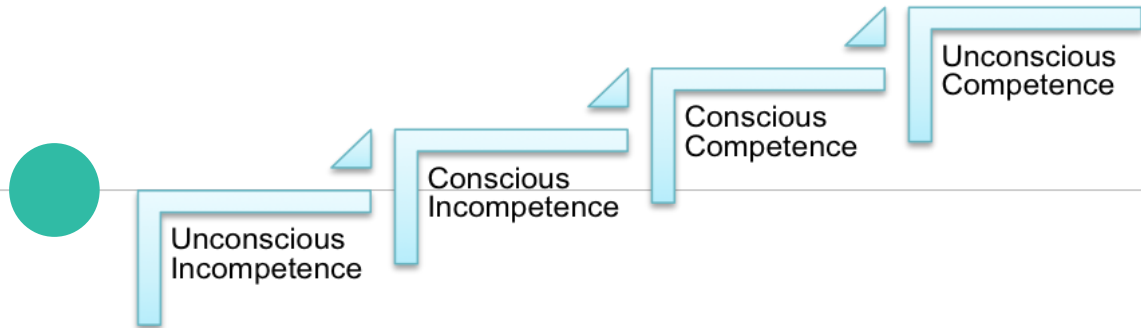 Unconscious
Incompetence
Conscious
Incompetence
Conscious
Competence
Unconscious
Competence